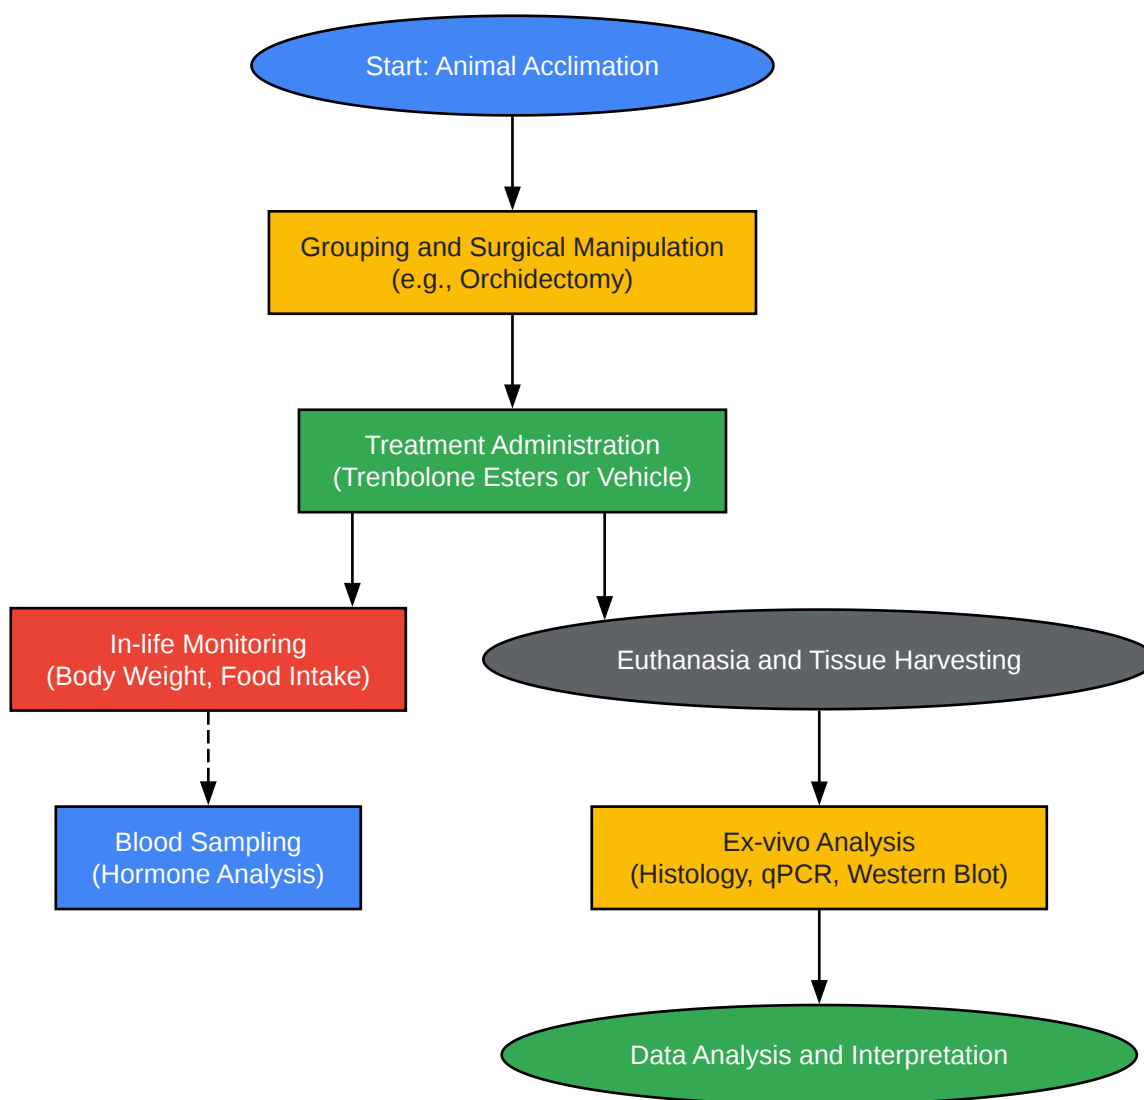 Start: Animal Acclimation
Grouping and Surgical Manipulation
(e.g., Orchidectomy)
Treatment Administration
(Trenbolone Esters or Vehicle)
In-life Monitoring
(Body Weight, Food Intake)
Euthanasia and Tissue Harvesting
Blood Sampling
(Hormone Analysis)
Ex-vivo Analysis
(Histology, qPCR, Western Blot)
Data Analysis and Interpretation